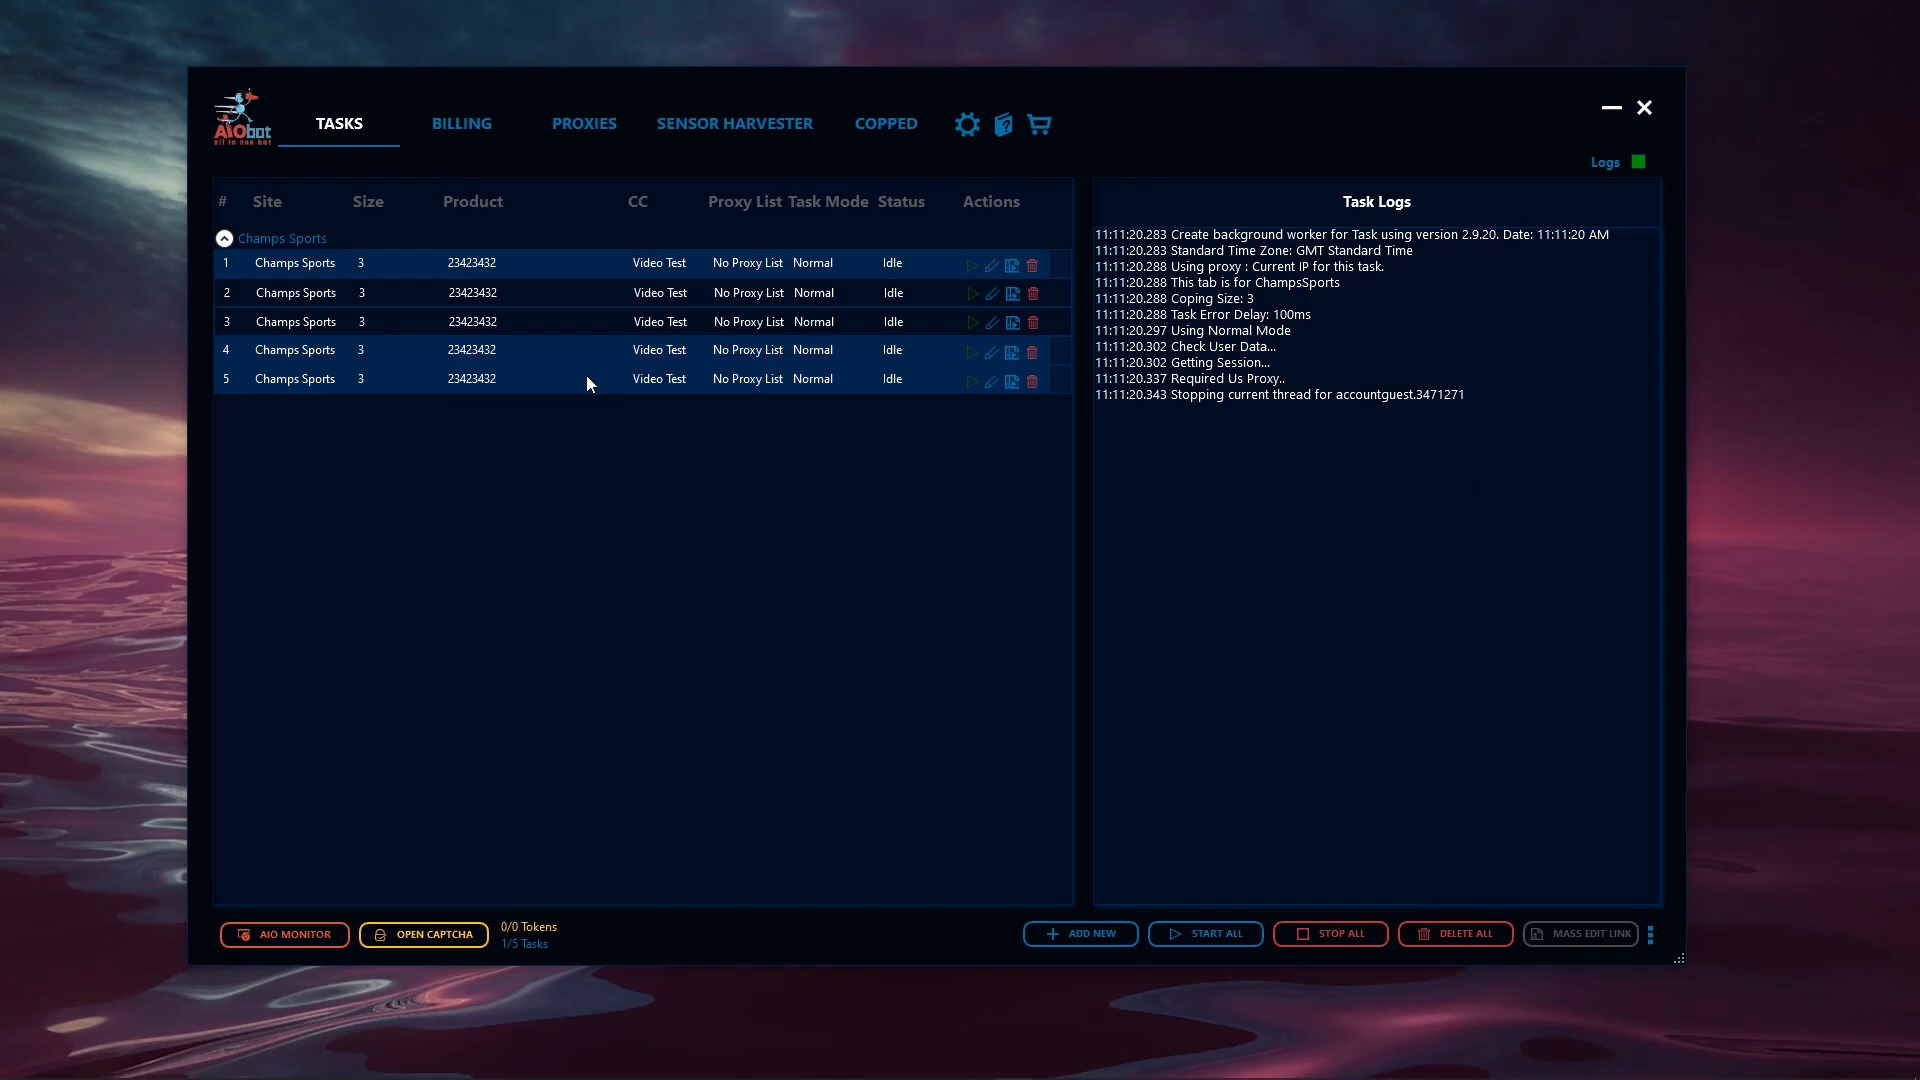 AIObot
all in one bot
TASKS
BILLING
PROXIES
SENSOR HARVESTER
COPPED
Logs
# Site Size Product CC Proxy List Task Mode Status Actions
Champs Sports
1 Champs Sports 3 23423432 Video Test No Proxy List Normal Idle
2 Champs Sports 3 23423432 Video Test No Proxy List Normal Idle
3 Champs Sports 3 23423432 Video Test No Proxy List Normal Idle
4 Champs Sports 3 23423432 Video Test No Proxy List Normal Idle
5 Champs Sports 3 23423432 Video Test No Proxy List Normal Idle
Task Logs
11:11:20.283 Create background worker for Task using version 2.9.20. Date: 11:11:20 AM
11:11:20.283 Standard Time Zone: GMT Standard Time
11:11:20.288 Using proxy : Current IP for this task.
11:11:20.288 This tab is for ChampsSports
11:11:20.288 Coping Size: 3
11:11:20.288 Task Error Delay: 100ms
11:11:20.297 Using Normal Mode
11:11:20.302 Check User Data...
11:11:20.302 Getting Session...
11:11:20.337 Required Us Proxy..
11:11:20.343 Stopping current thread for accountguest.3471271
AIO MONITOR
OPEN CAPTCHA
0/0 Tokens
1/5 Tasks
ADD NEW
START ALL
STOP ALL
DELETE ALL
MASS EDIT LINK